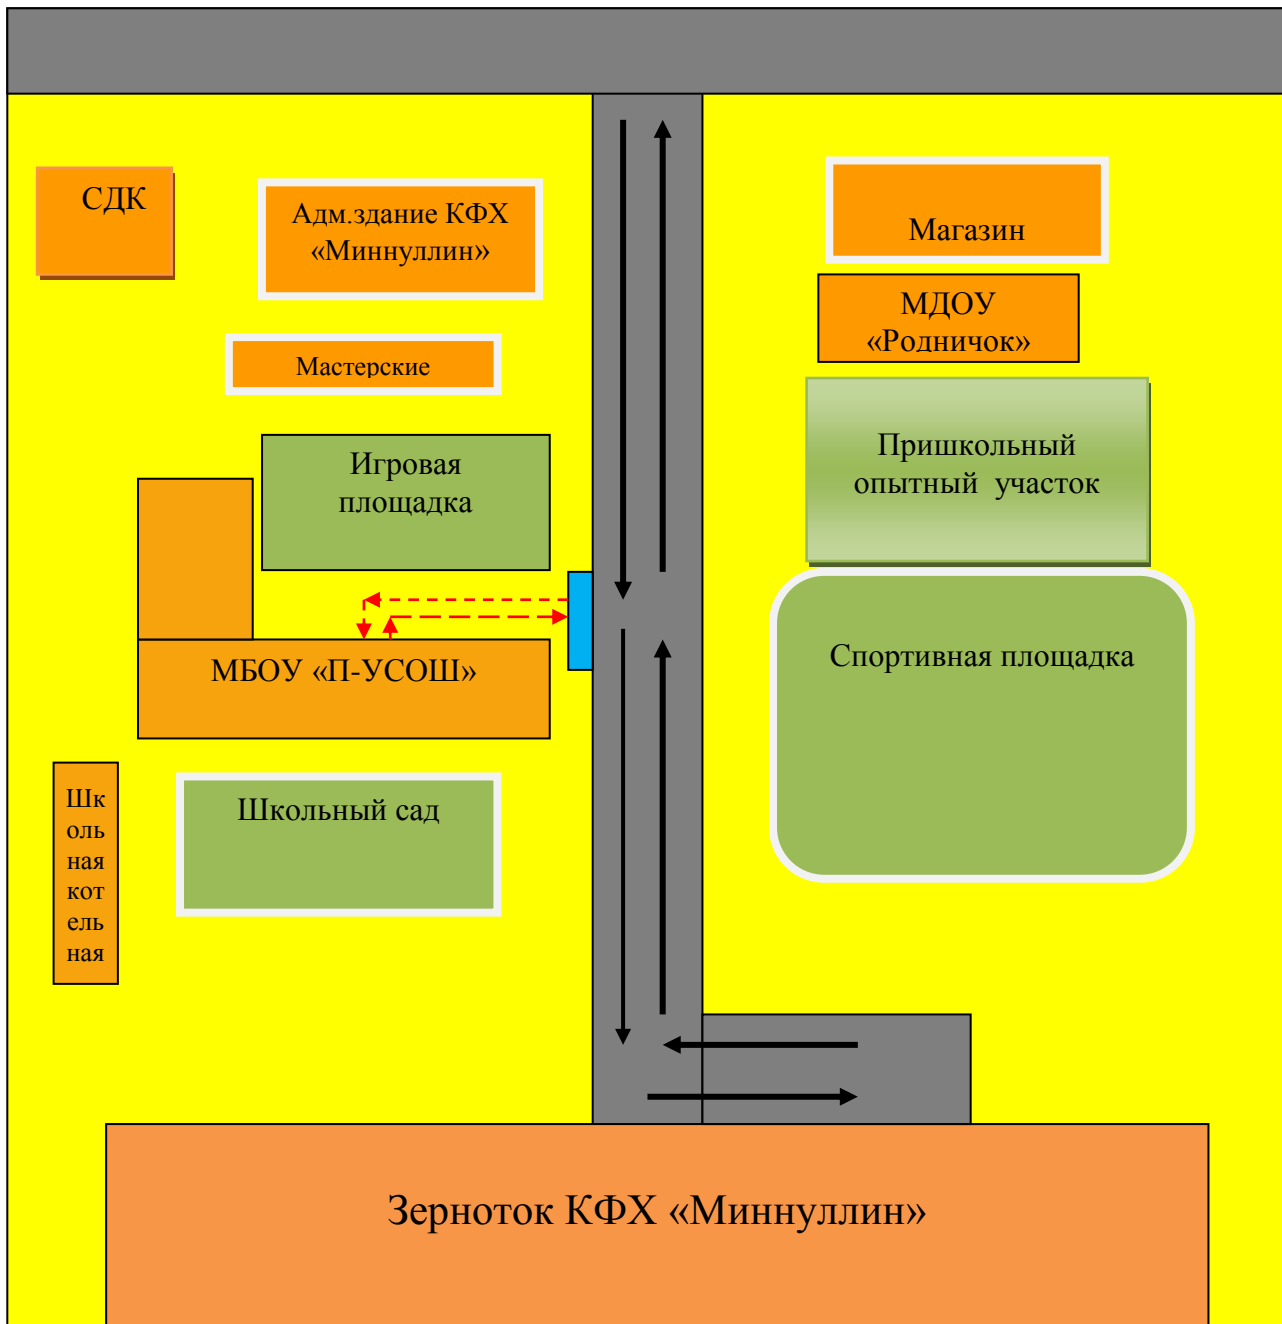 СДК
Адм.здание КФХ
«Миннуллин»
Магазин
МДОУ
«Родничок»
Мастерские
Игровая
площадка
Пришкольный
опытный участок
МБОУ «П-УСОШ»
Спортивная площадка
Шк
оль
ная
кот
ель
ная
Школьный сад
Зерноток КФХ «Миннуллин»